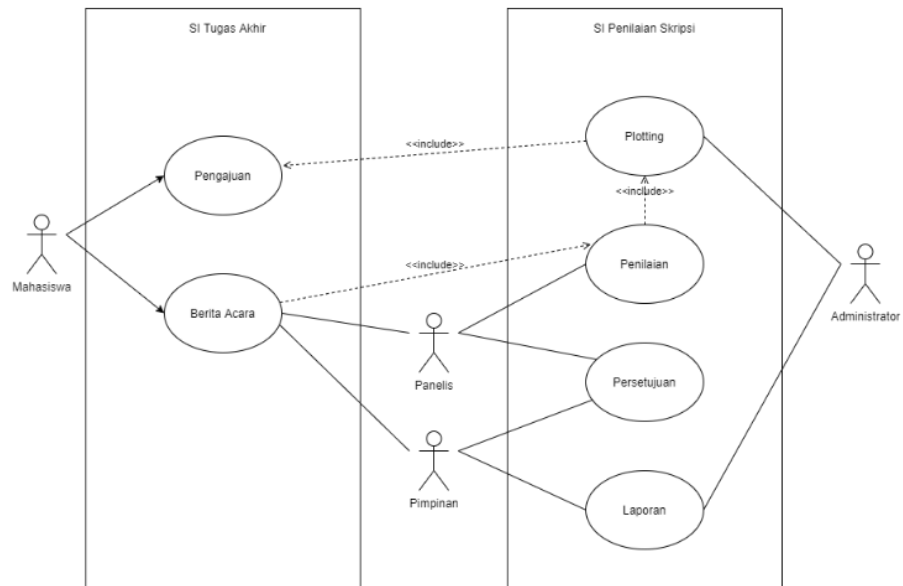 SI Tugas Akhir
SI Penilaian Skripsi
Plotting
<<include>>
Pengajuan
<<include>>
Mahasiswa
<<include>>
Penilaian
Berita Acara
Administrator
Panelis
Persetujuan
Pimpinan
Laporan